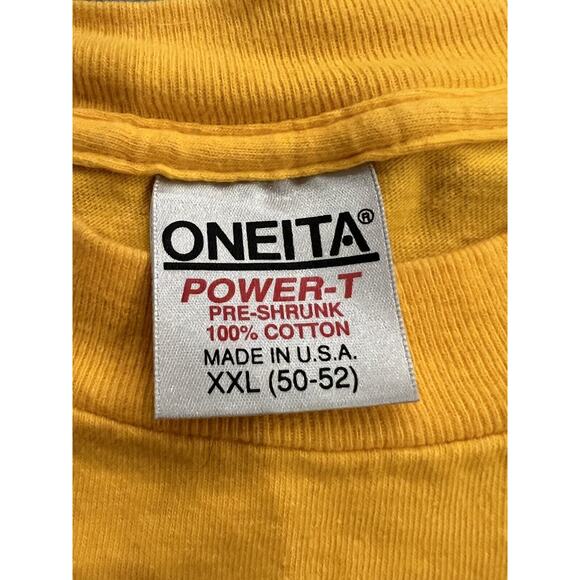 ONEITA®
POWER-T
PRE-SHRUNK
100% COTTON
MADE IN U.S.A.
XXL (50-52)